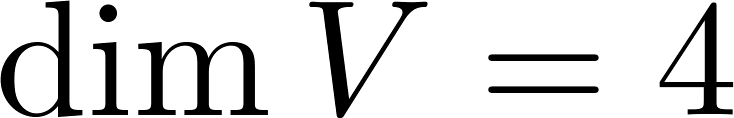 dim V = 4